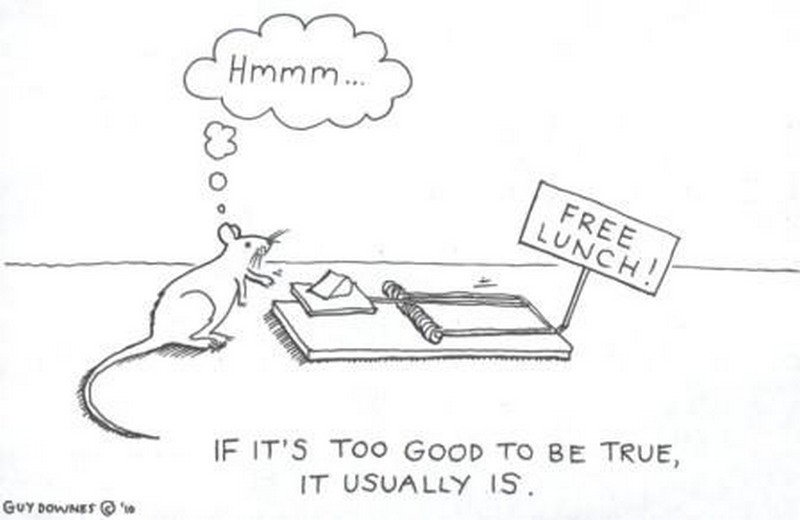 Hmmm...
FREE
LUNCH!
IF IT'S TOO GOOD TO BE TRUE,
IT USUALLY IS.
GUY DOWNES © '10